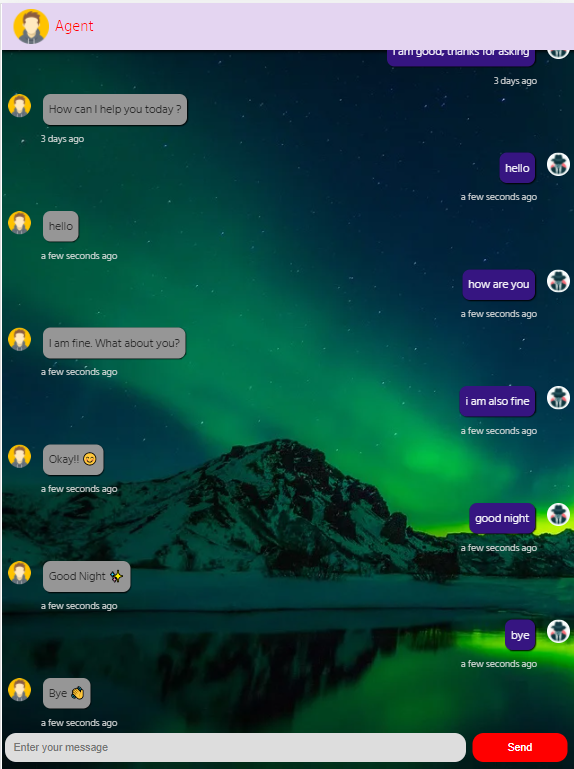 Agent
I am good, thanks for asking
3 days ago
How can I help you today ?
3 days ago
hello
a few seconds ago
hello
a few seconds ago
how are you
a few seconds ago
I am fine. What about you?
a few seconds ago
i am also fine
a few seconds ago
Okay!! 😊
a few seconds ago
good night
a few seconds ago
Good Night ✨
a few seconds ago
bye
a few seconds ago
Bye 👋
a few seconds ago
Enter your message
Send